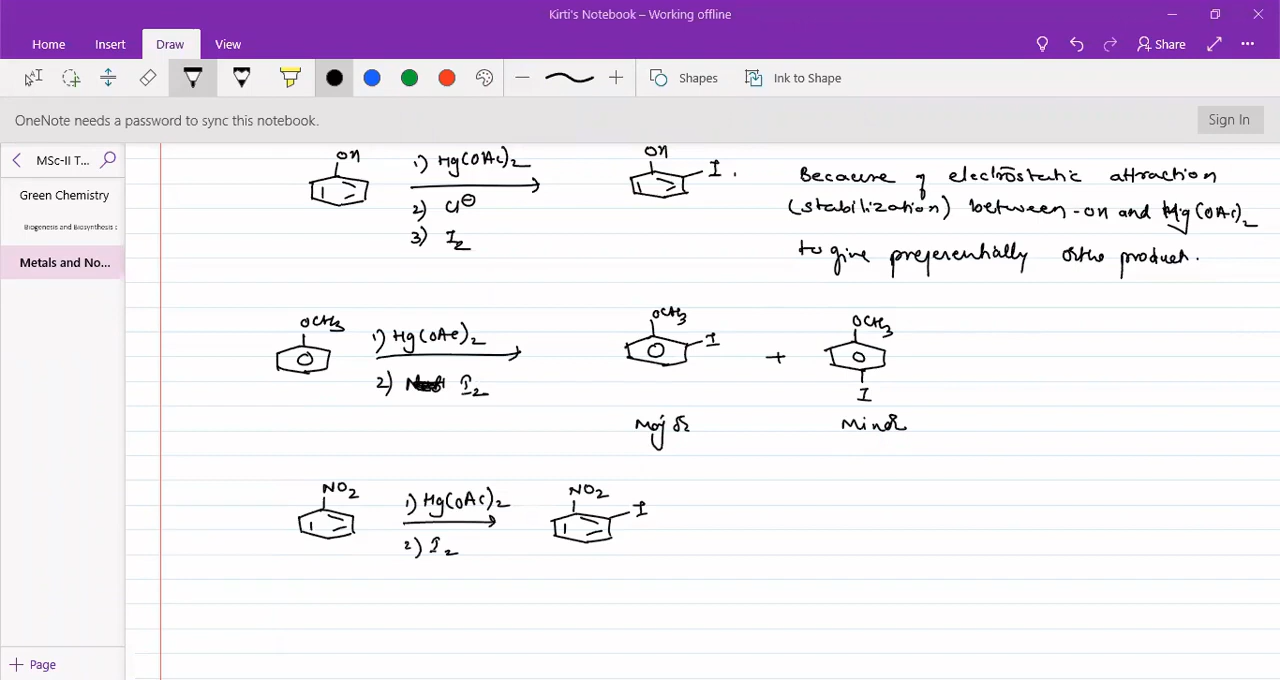 Kirti's Notebook – Working offline
Home Insert Draw View
Share
Shapes Ink to Shape
OneNote needs a password to sync this notebook.
Sign In
MSc-II T...
Green Chemistry
Biogenesis and Biosynthesis :
Metals and No...
Page
OH
1) Hg(OAc)2
2) Cl⊖
3) I2
OH
I.
Because of electrostatic attraction
(stabilization) between -OH and Hg(OAc)2
to give preferentially ortho product.
OCH3
1) Hg(OAc)2
2) I2
OCH3
I
+
OCH3
I
Major
Minor
NO2
1) Hg(OAc)2
2) I2
NO2
I